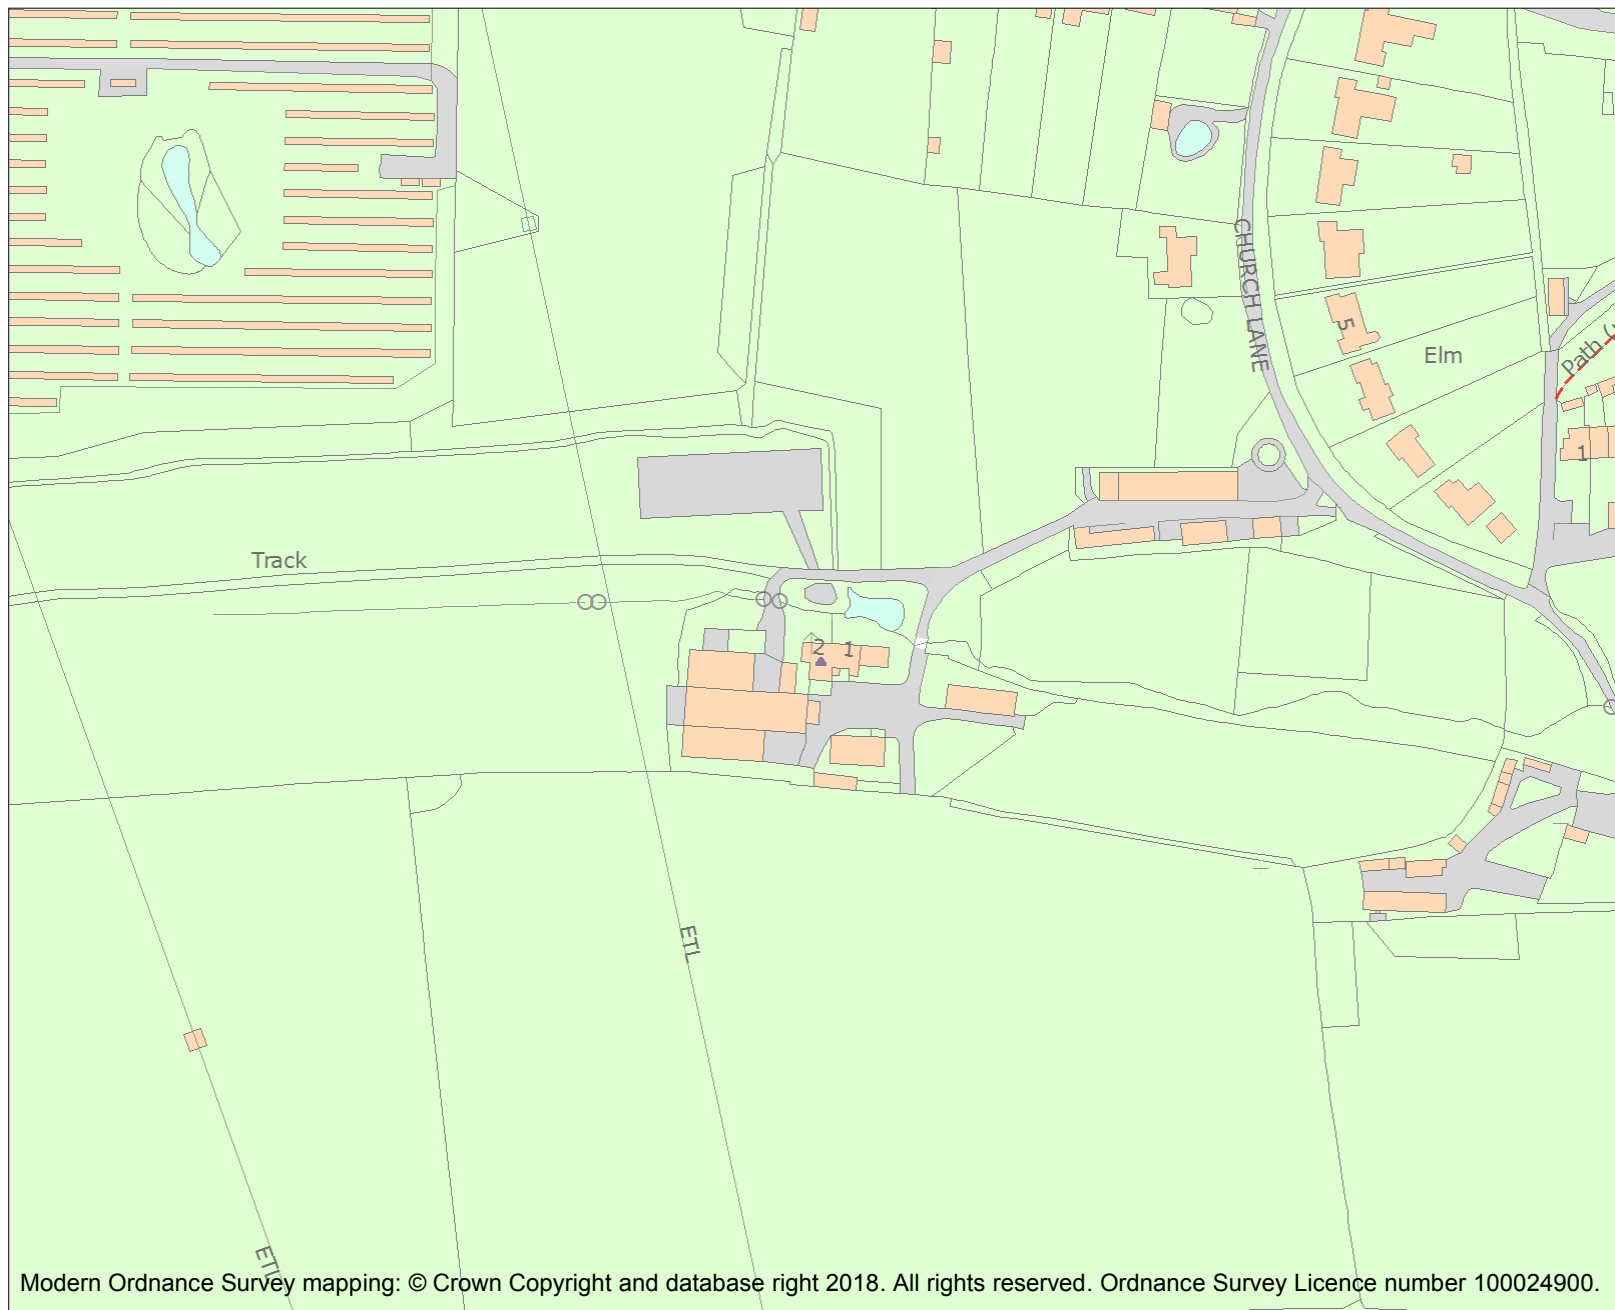 CHURCH LANE
5
Elm
Path (
1
Track
2 1
ETL
ETL
Modern Ordnance Survey mapping: © Crown Copyright and database right 2018. All rights reserved. Ordnance Survey Licence number 100024900.